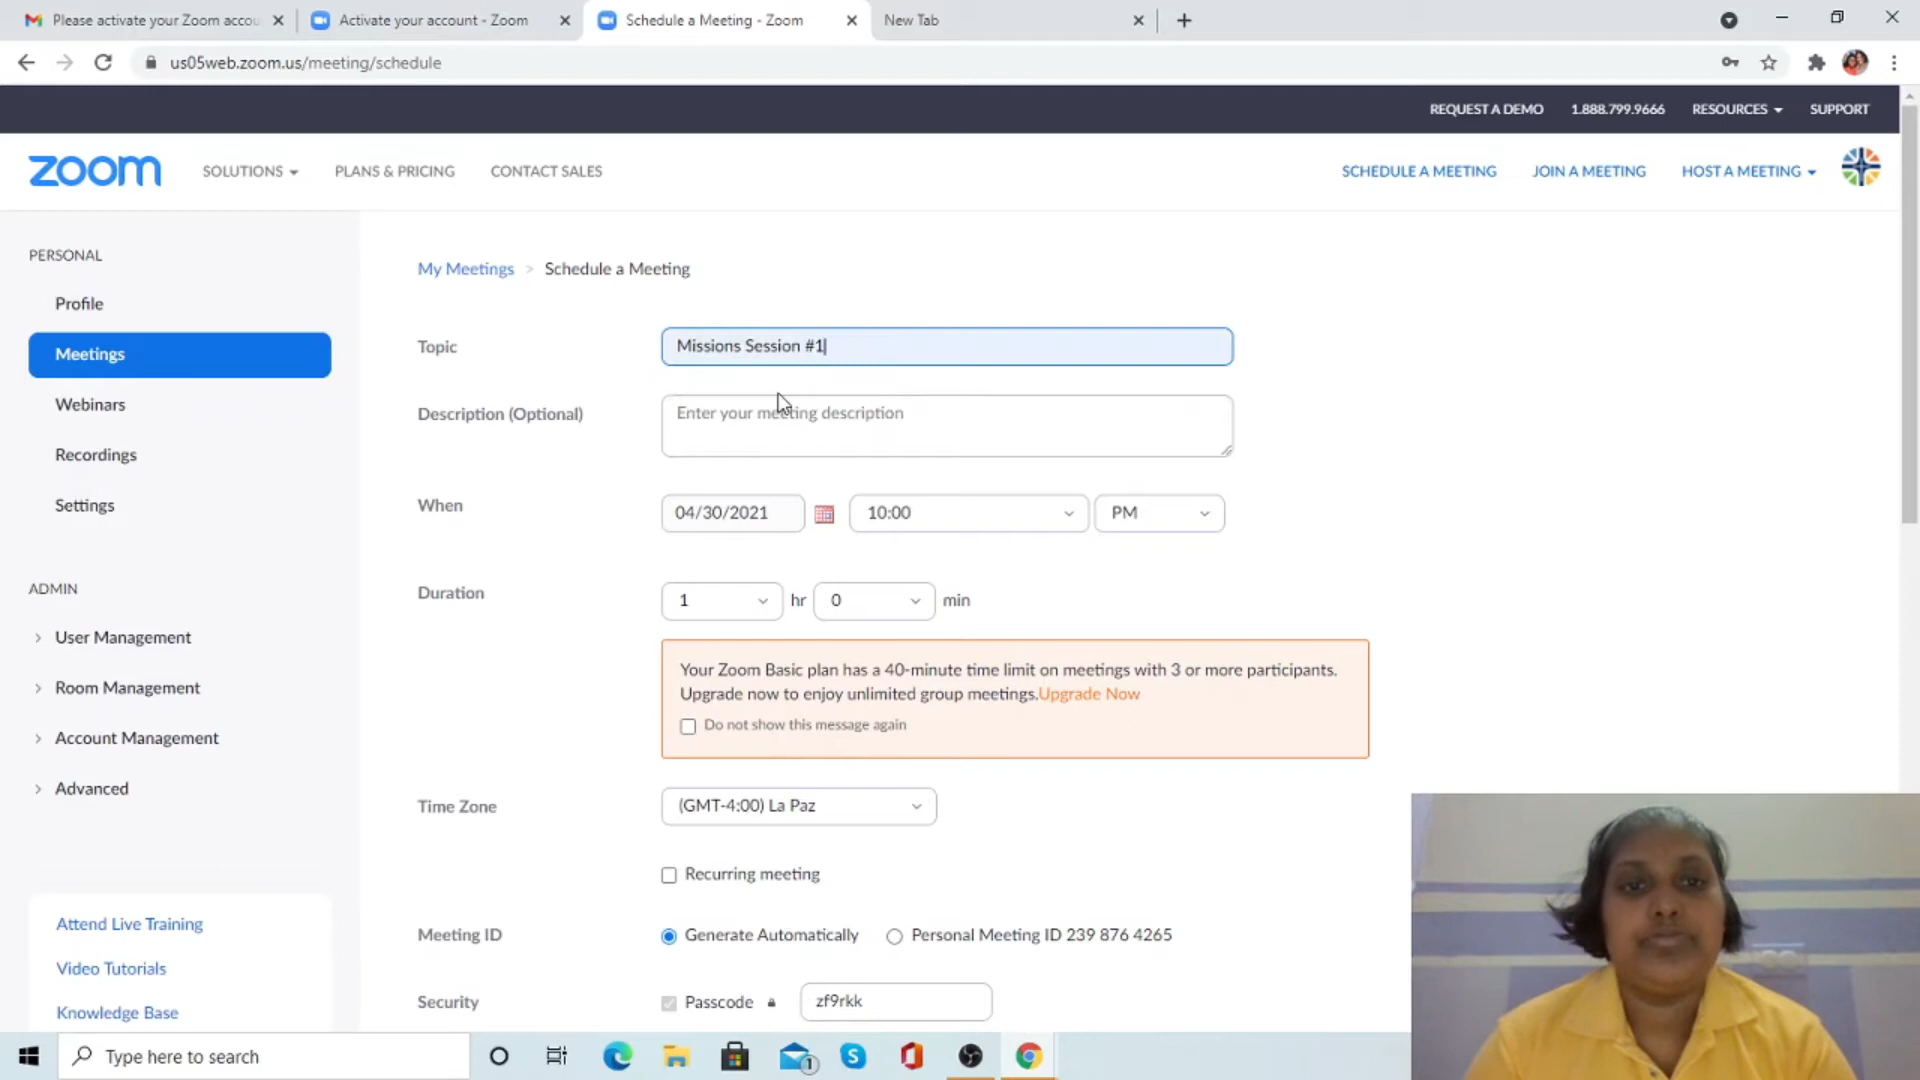 Please activate your Zoom accou
Activate your account - Zoom
Schedule a Meeting - Zoom
New Tab
us05web.zoom.us/meeting/schedule
REQUEST A DEMO
1.888.799.9666
RESOURCES
SUPPORT
zoom
SOLUTIONS
PLANS & PRICING
CONTACT SALES
SCHEDULE A MEETING
JOIN A MEETING
HOST A MEETING
PERSONAL
Profile
Meetings
Webinars
Recordings
Settings
ADMIN
User Management
Room Management
Account Management
Advanced
Attend Live Training
Video Tutorials
Knowledge Base
My Meetings > Schedule a Meeting
Topic
Missions Session #1
Description (Optional)
Enter your meeting description
When
04/30/2021
10:00
PM
Duration
1 hr 0 min
Your Zoom Basic plan has a 40-minute time limit on meetings with 3 or more participants.
Upgrade now to enjoy unlimited group meetings.Upgrade Now
Do not show this message again
Time Zone
(GMT-4:00) La Paz
Recurring meeting
Meeting ID
Generate Automatically
Personal Meeting ID 239 876 4265
Security
Passcode
zf9rkk
Type here to search
1